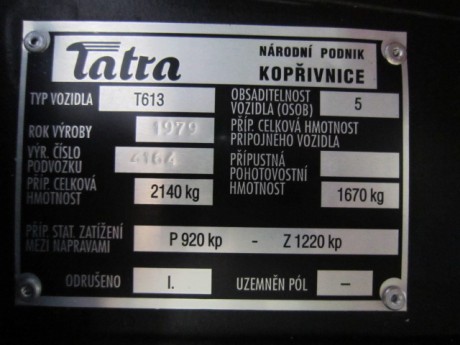 Tatra
NÁRODNÍ PODNIK
KOPŘIVNICE
TYP VOZIDLA T613
OBSADITELNOST
VOZIDLA (OSOB) 5
ROK VÝROBY 1979
PŘÍP. CELKOVÁ HMOTNOST
PŘIPOJNÉHO VOZIDLA
VÝR. ČÍSLO
PODVOZKU 4164
PŘÍP. CELKOVÁ
HMOTNOST 2140 kg
PŘÍPUSTNÁ
POHOTOVOSTNÍ
HMOTNOST 1670 kg
PŘÍP. STAT. ZATÍŽENÍ
MEZI NÁPRAVAMI P 920 kp - Z 1220 kp
ODRUŠENO I.
UZEMNĚN PÓL –